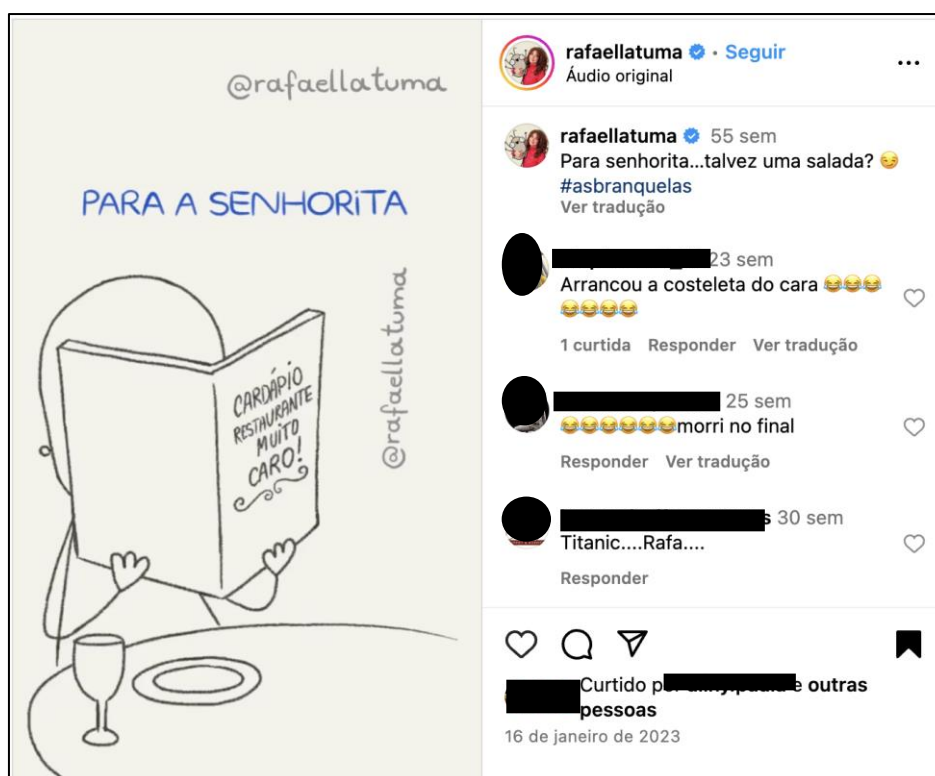 @rafaellatuma
PARA A SENHORITA
@rafaellatuma
CARDÁPIO
RESTAURANTE
MUITO
CARO!
rafaellatuma • Seguir
Áudio original
rafaellatuma 55 sem
Para senhorita...talvez uma salada? 😏
#asbranquelas
Ver tradução
23 sem
Arrancou a costeleta do cara 😂😂😂
😂😂😂😂
1 curtida Responder Ver tradução
25 sem
😂😂😂😂😂😂morri no final
Responder Ver tradução
30 sem
Titanic....Rafa....
Responder
Curtido e outras
pessoas
16 de janeiro de 2023